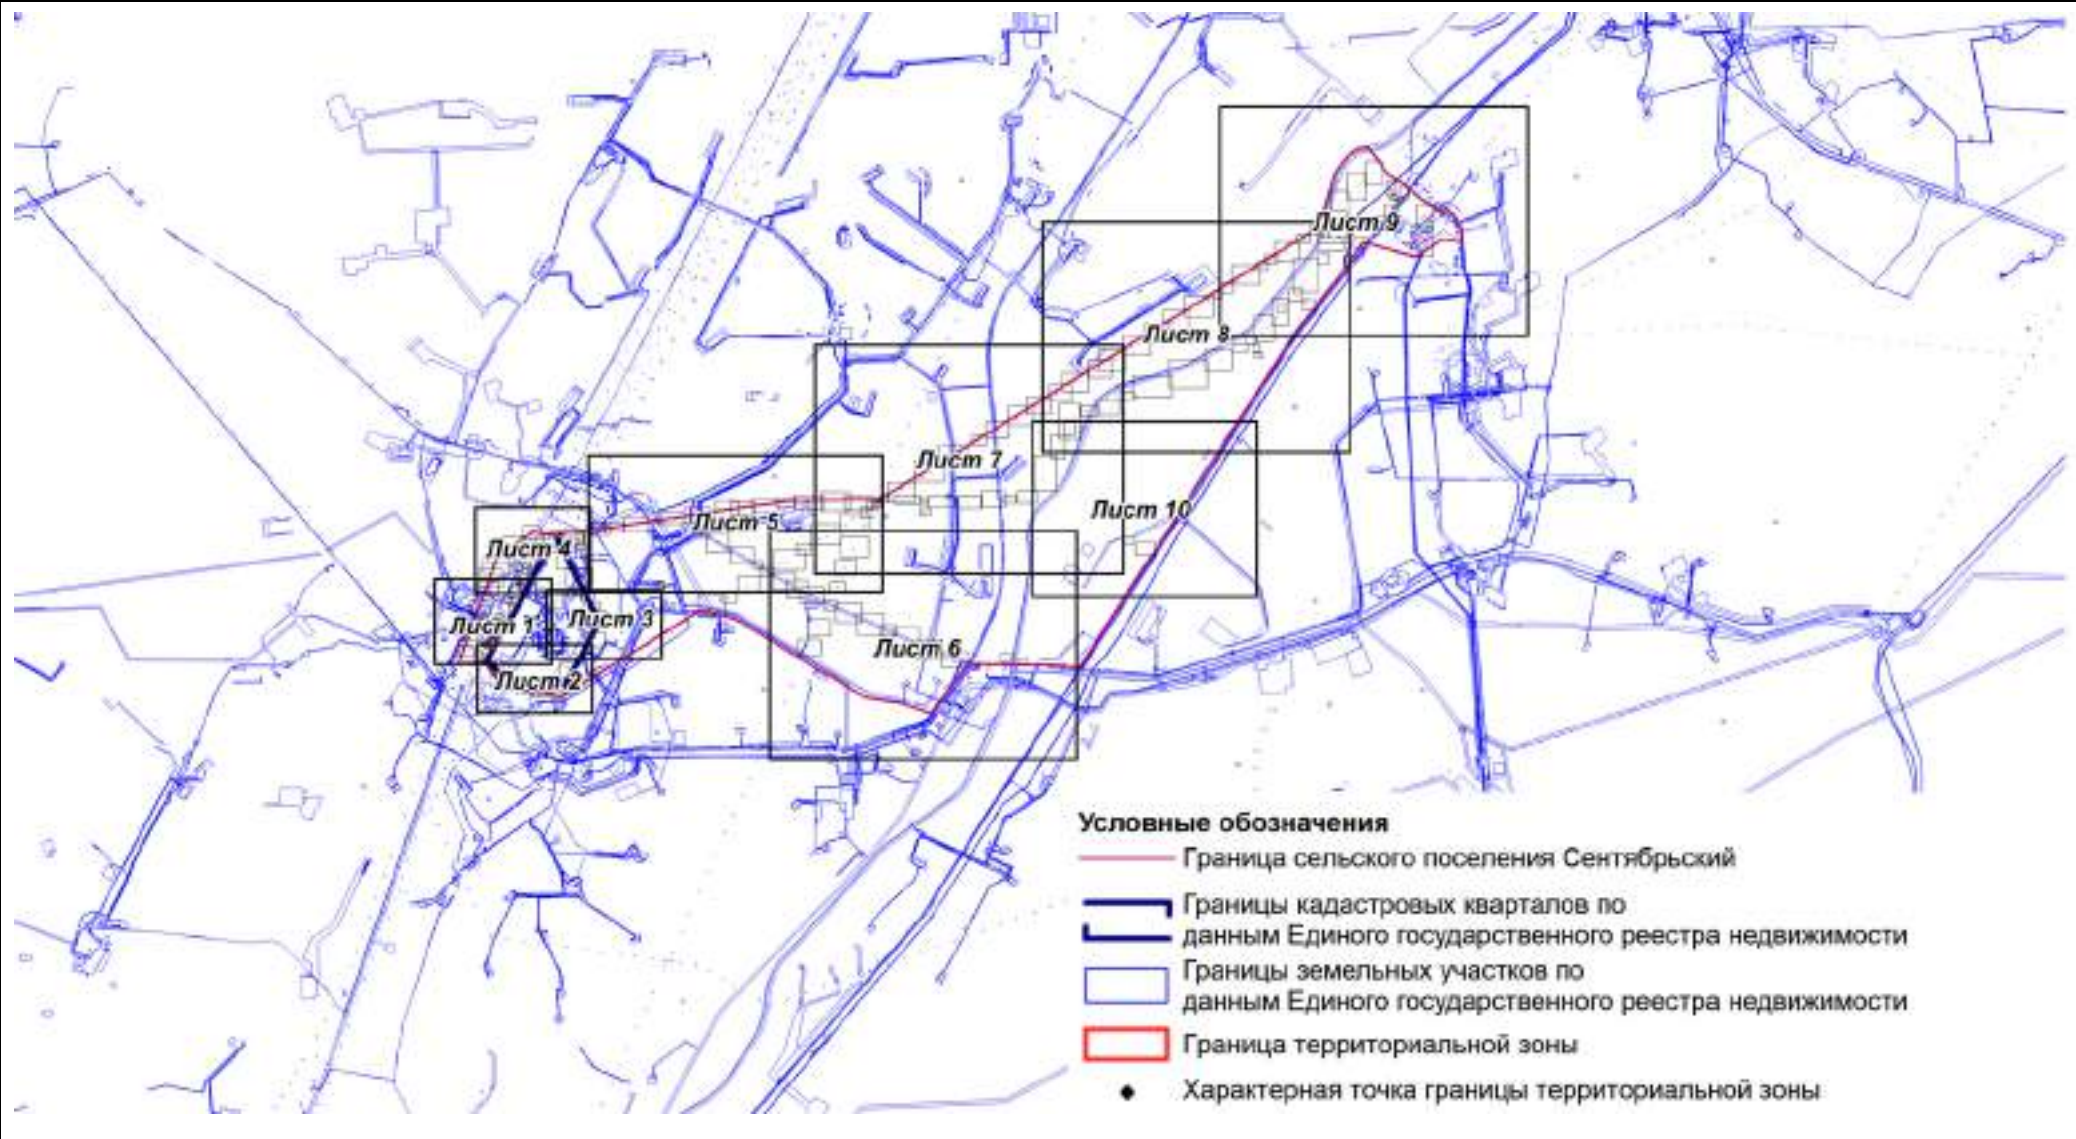 Лист 9
Лист 8
Лист 7
Лист 10
Лист 5
Лист 4
Лист 3
Лист 1
Лист 6
Лист 2
Условные обозначения
Граница сельского поселения Сентябрьский
Границы кадастровых кварталов по
данным Единого государственного реестра недвижимости
Границы земельных участков по
данным Единого государственного реестра недвижимости
Граница территориальной зоны
Характерная точка границы территориальной зоны